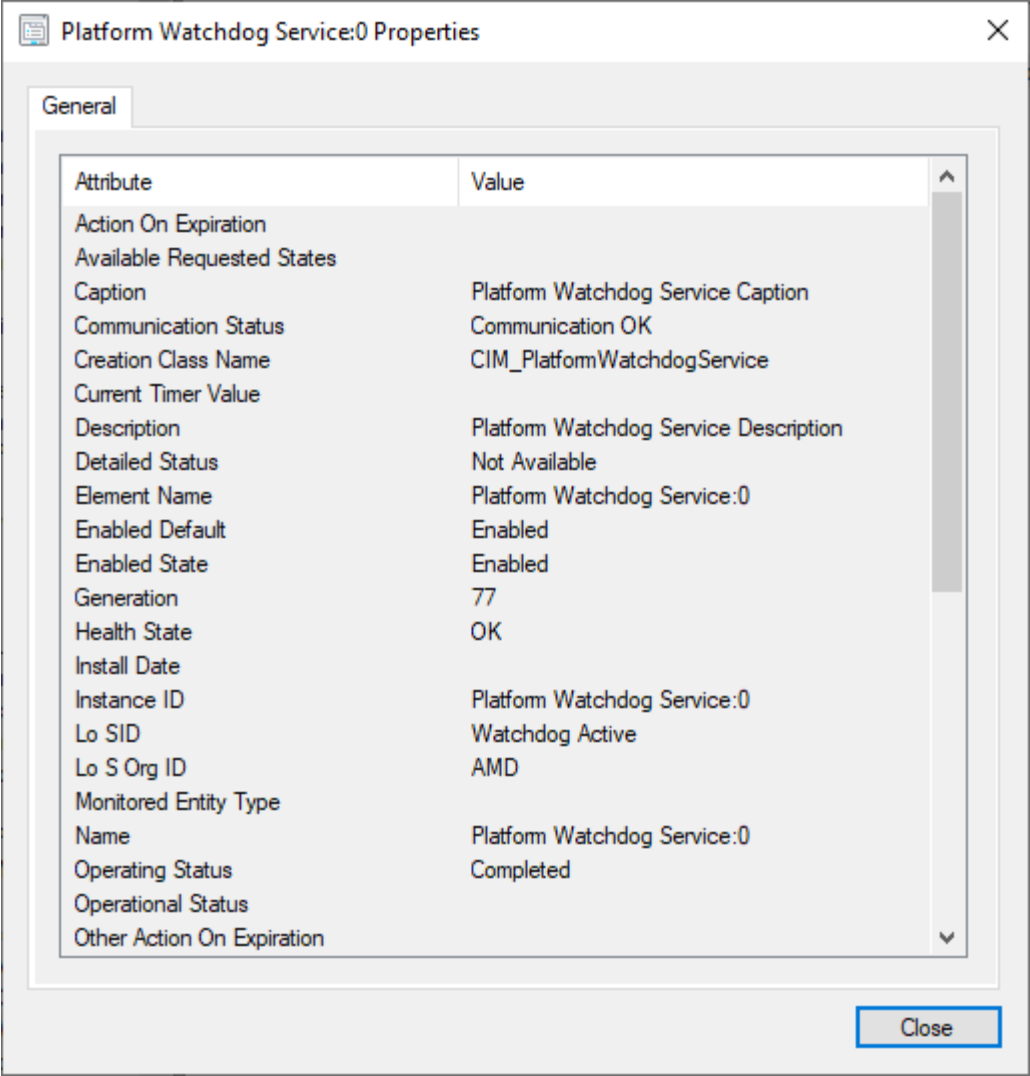 Platform Watchdog Service:0 Properties
General
Attribute Value
Action On Expiration
Available Requested States
Caption Platform Watchdog Service Caption
Communication Status Communication OK
Creation Class Name CIM_PlatformWatchdogService
Current Timer Value
Description Platform Watchdog Service Description
Detailed Status Not Available
Element Name Platform Watchdog Service:0
Enabled Default Enabled
Enabled State Enabled
Generation 77
Health State OK
Install Date
Instance ID Platform Watchdog Service:0
Lo SID Watchdog Active
Lo S Org ID AMD
Monitored Entity Type
Name Platform Watchdog Service:0
Operating Status Completed
Operational Status
Other Action On Expiration
Close